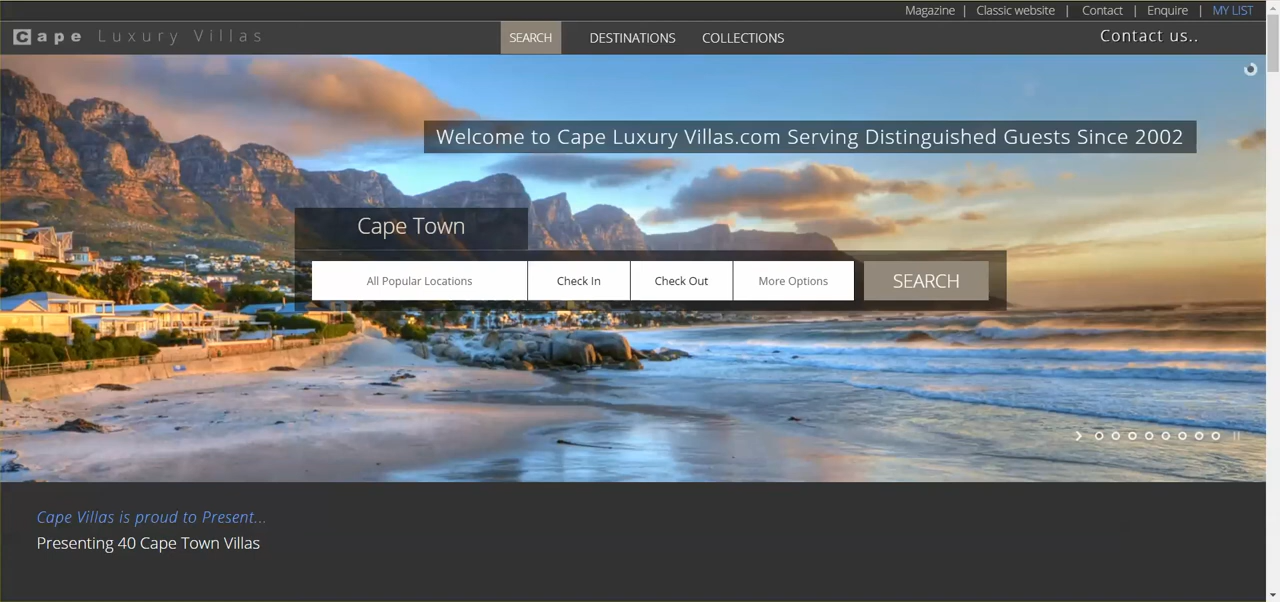 Magazine | Classic website | Contact | Enquire | MY LIST
Cape Luxury Villas
SEARCH DESTINATIONS COLLECTIONS
Contact us..
Welcome to Cape Luxury Villas.com Serving Distinguished Guests Since 2002
Cape Town
All Popular Locations Check In Check Out More Options SEARCH
Cape Villas is proud to Present...
Presenting 40 Cape Town Villas